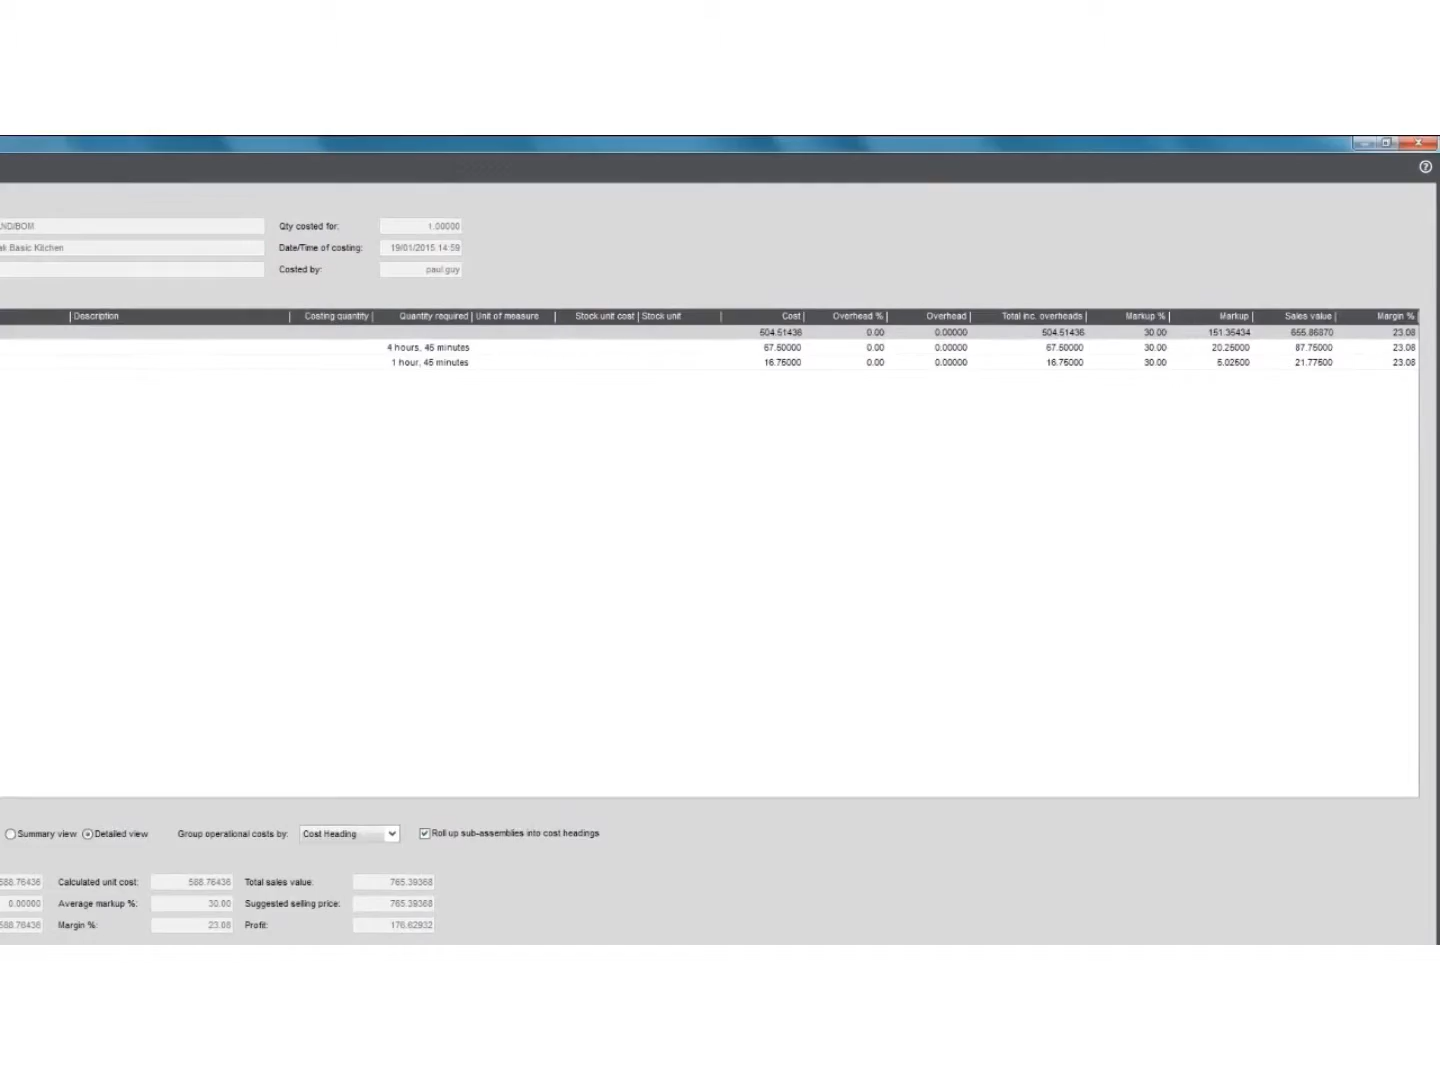 AND/BOM Qty costed for: 1.00000
Basic Kitchen Date/Time of costing: 19/01/2015 14:59
Costed by: paul.guy
Description Costing quantity Quantity required Unit of measure Stock unit cost Stock unit Cost Overhead % Overhead Total inc. overheads Markup % Markup Sales value Margin %
504.51436 0.00 0.00000 504.51436 30.00 151.35434 655.86870 23.08
4 hours, 45 minutes 67.50000 0.00 0.00000 67.50000 30.00 20.25000 87.75000 23.08
1 hour, 45 minutes 16.75000 0.00 0.00000 16.75000 30.00 5.02500 21.77500 23.08
Summary view Detailed view Group operational costs by: Cost Heading Roll up sub-assemblies into cost headings
588.76436 Calculated unit cost: 588.76436 Total sales value: 765.39368
0.00000 Average markup %: 30.00 Suggested selling price: 765.39368
588.76436 Margin %: 23.08 Profit: 176.62932